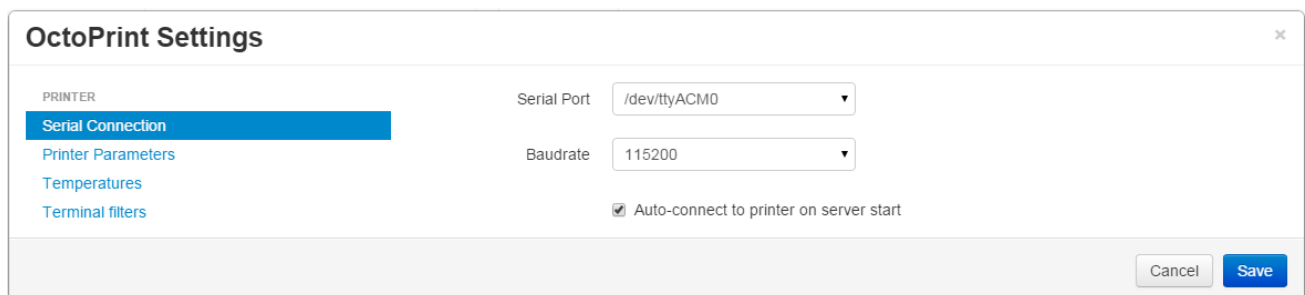 OctoPrint Settings
×
PRINTER
Serial Connection
Printer Parameters
Temperatures
Terminal filters
Serial Port /dev/ttyACM0
Baudrate 115200
Auto-connect to printer on server start
Cancel Save